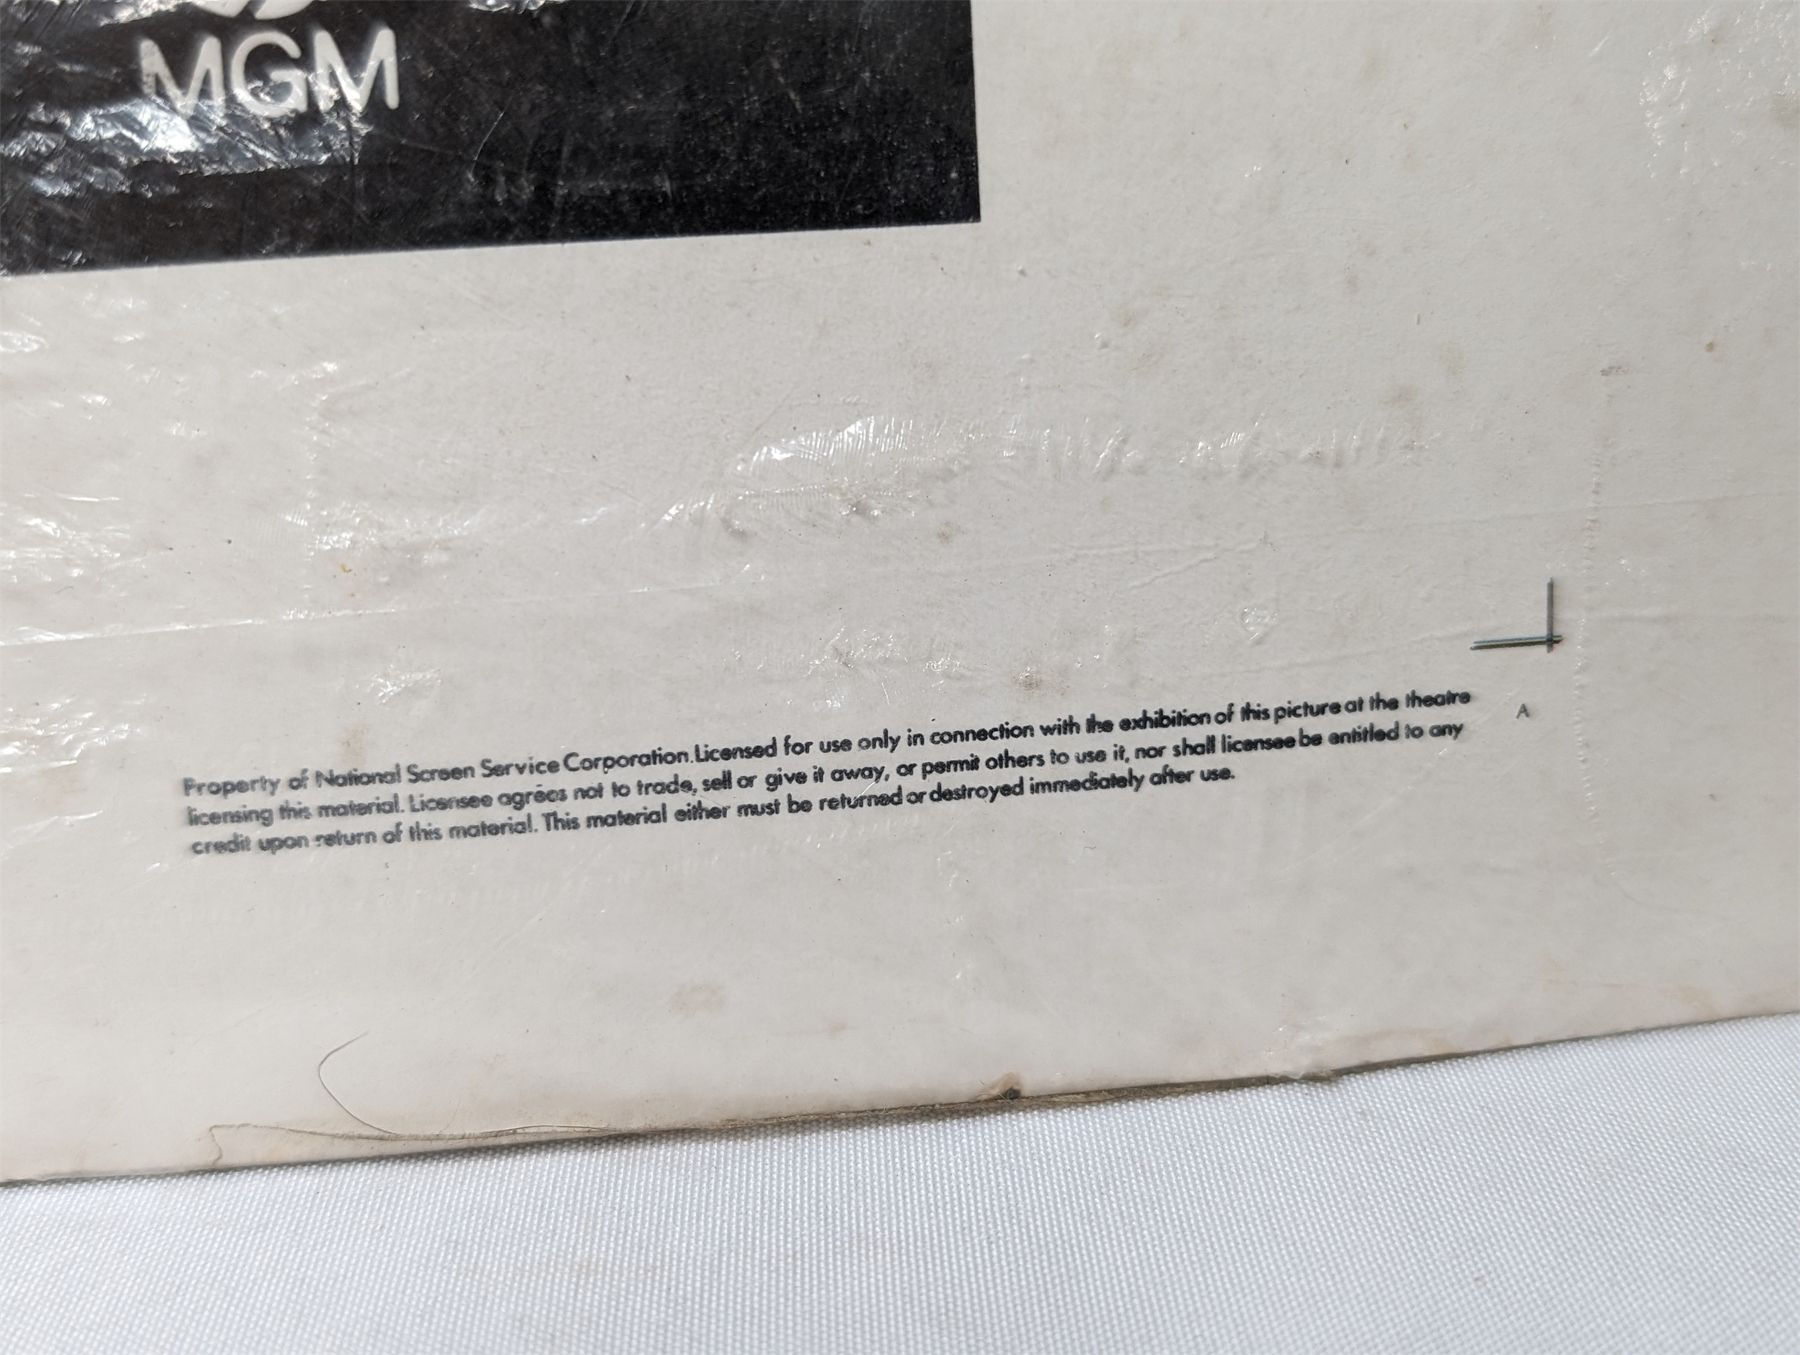 MGM
Property of National Screen Service Corporation. Licensed for use only in connection with the exhibition of this picture at the theatre
A
licensing this material. Licensee agrees not to trade, sell or give it away, or permit others to use it, nor shall licensee be entitled to any
credit upon return of this material. This material either must be returned or destroyed immediately after use.